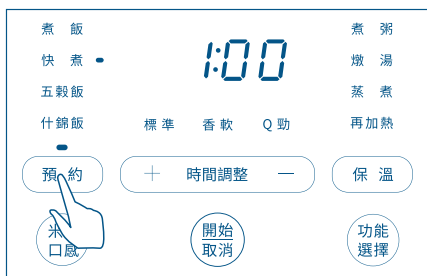 煮 飯
快 煮
五穀飯
什錦飯
1:00
標準 香軟 Q勁
煮 粥
燉 湯
蒸 煮
再加熱
預 約
＋ 時間調整 －
保 溫
米
口感
開始
取消
功能
選擇